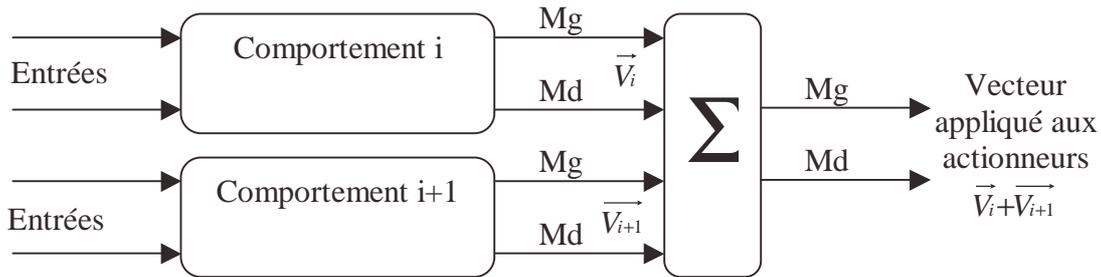 Mg
Comportement i
Entrées
V⃗i
Md
Mg
Vecteur
appliqué aux
actionneurs
Σ
Md
V⃗i+V⃗i+1
Mg
Comportement i+1
Entrées
V⃗i+1
Md